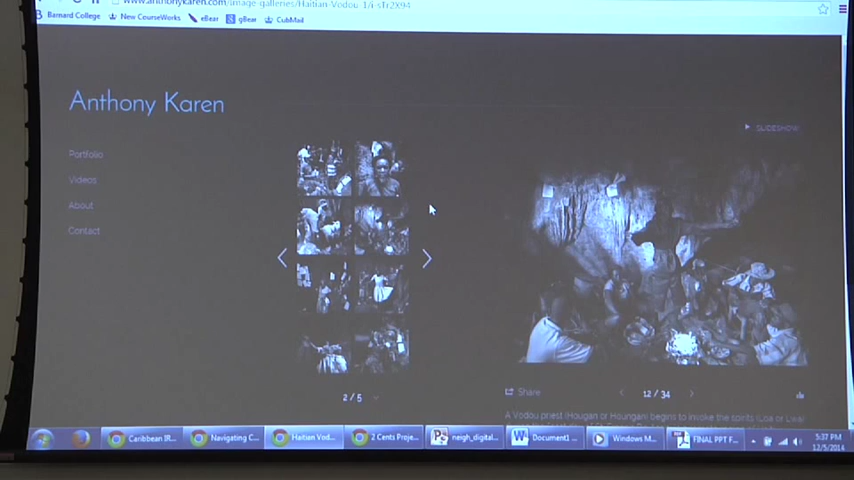 www.anthonykaren.com/image-galleries/Haitian-Vodou-1/i-sTr2X94
Barnard College
New CourseWorks
eBear
gBear
CubMail
Anthony Karen
SLIDESHOW
Portfolio
Videos
About
Contact
2 / 5
Share
12 / 34
A Vodou priest (Hougan or Houngan) begins to invoke the spirits (Loa or Lwa)
Caribbean IR...
Navigating C...
Haitian Vod...
2 Cents Proje...
neigh_digital...
Document1 ...
Windows M...
FINAL PPT F...
5:37 PM
12/5/2014